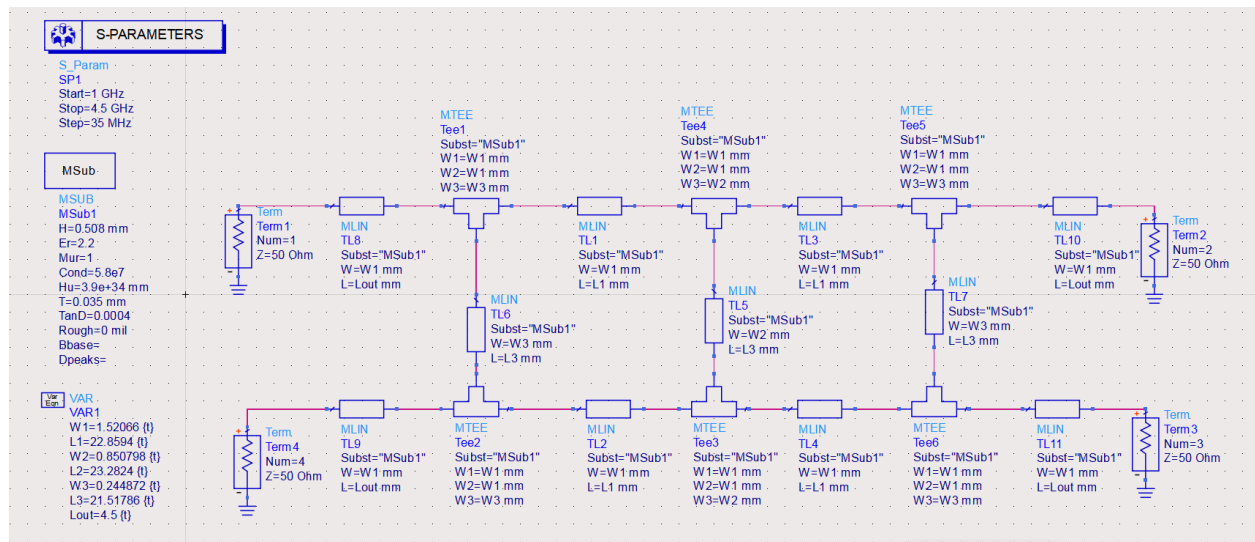 S-PARAMETERS
S_Param
SP1
Start=1 GHz
Stop=4.5 GHz
Step=35 MHz
MSub
MSUB
MSub1
H=0.508 mm
Er=2.2
Mur=1
Cond=5.8e7
Hu=3.9e+34 mm
T=0.035 mm
TanD=0.0004
Rough=0 mil
Bbase=
Dpeaks=
Var
Eqn
VAR
VAR1
W1=1.52066 {t}
L1=22.8594 {t}
W2=0.850798 {t}
L2=23.2824 {t}
W3=0.244872 {t}
L3=21.51786 {t}
Lout=4.5 {t}
MTEE
Tee1
Subst="MSub1"
W1=W1 mm
W2=W1 mm
W3=W3 mm
MTEE
Tee4
Subst="MSub1"
W1=W1 mm
W2=W1 mm
W3=W2 mm
MTEE
Tee5
Subst="MSub1"
W1=W1 mm
W2=W1 mm
W3=W3 mm
Term
Term1
Num=1
Z=50 Ohm
MLIN
TL8
Subst="MSub1"
W=W1 mm
L=Lout mm
MLIN
TL1
Subst="MSub1"
W=W1 mm
L=L1 mm
MLIN
TL3
Subst="MSub1"
W=W1 mm
L=L1 mm
MLIN
TL10
Subst="MSub1"
W=W1 mm
L=Lout mm
Term
Term2
Num=2
Z=50 Ohm
MLIN
TL6
Subst="MSub1"
W=W3 mm
L=L3 mm
MLIN
TL5
Subst="MSub1"
W=W2 mm
L=L3 mm
MLIN
TL7
Subst="MSub1"
W=W3 mm
L=L3 mm
Term
Term4
Num=4
Z=50 Ohm
MLIN
TL9
Subst="MSub1"
W=W1 mm
L=Lout mm
MTEE
Tee2
Subst="MSub1"
W1=W1 mm
W2=W1 mm
W3=W3 mm
MLIN
TL2
Subst="MSub1"
W=W1 mm
L=L1 mm
MTEE
Tee3
Subst="MSub1"
W1=W1 mm
W2=W1 mm
W3=W2 mm
MLIN
TL4
Subst="MSub1"
W=W1 mm
L=L1 mm
MTEE
Tee6
Subst="MSub1"
W1=W1 mm
W2=W1 mm
W3=W3 mm
MLIN
TL11
Subst="MSub1"
W=W1 mm
L=Lout mm
Term
Term3
Num=3
Z=50 Ohm